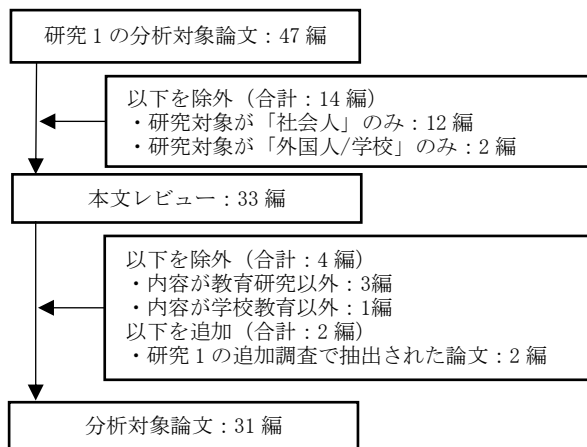 研究１の分析対象論文：47 編
以下を除外（合計：14 編）
・研究対象が「社会人」のみ：12 編
・研究対象が「外国人/学校」のみ：2 編
本文レビュー：33 編
以下を除外（合計：4 編）
・内容が教育研究以外：3編
・内容が学校教育以外：1編
以下を追加（合計：2 編）
・研究１の追加調査で抽出された論文：2 編
分析対象論文：31 編